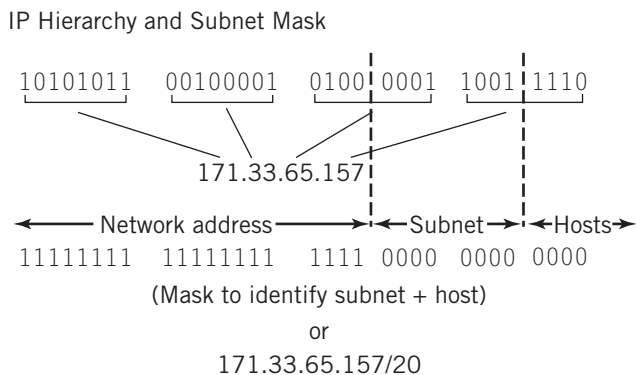 IP Hierarchy and Subnet Mask
10101011 00100001 0100 0001 1001 1110
171.33.65.157
Network address Subnet Hosts
11111111 11111111 1111 0000 0000 0000
(Mask to identify subnet + host)
or
171.33.65.157/20